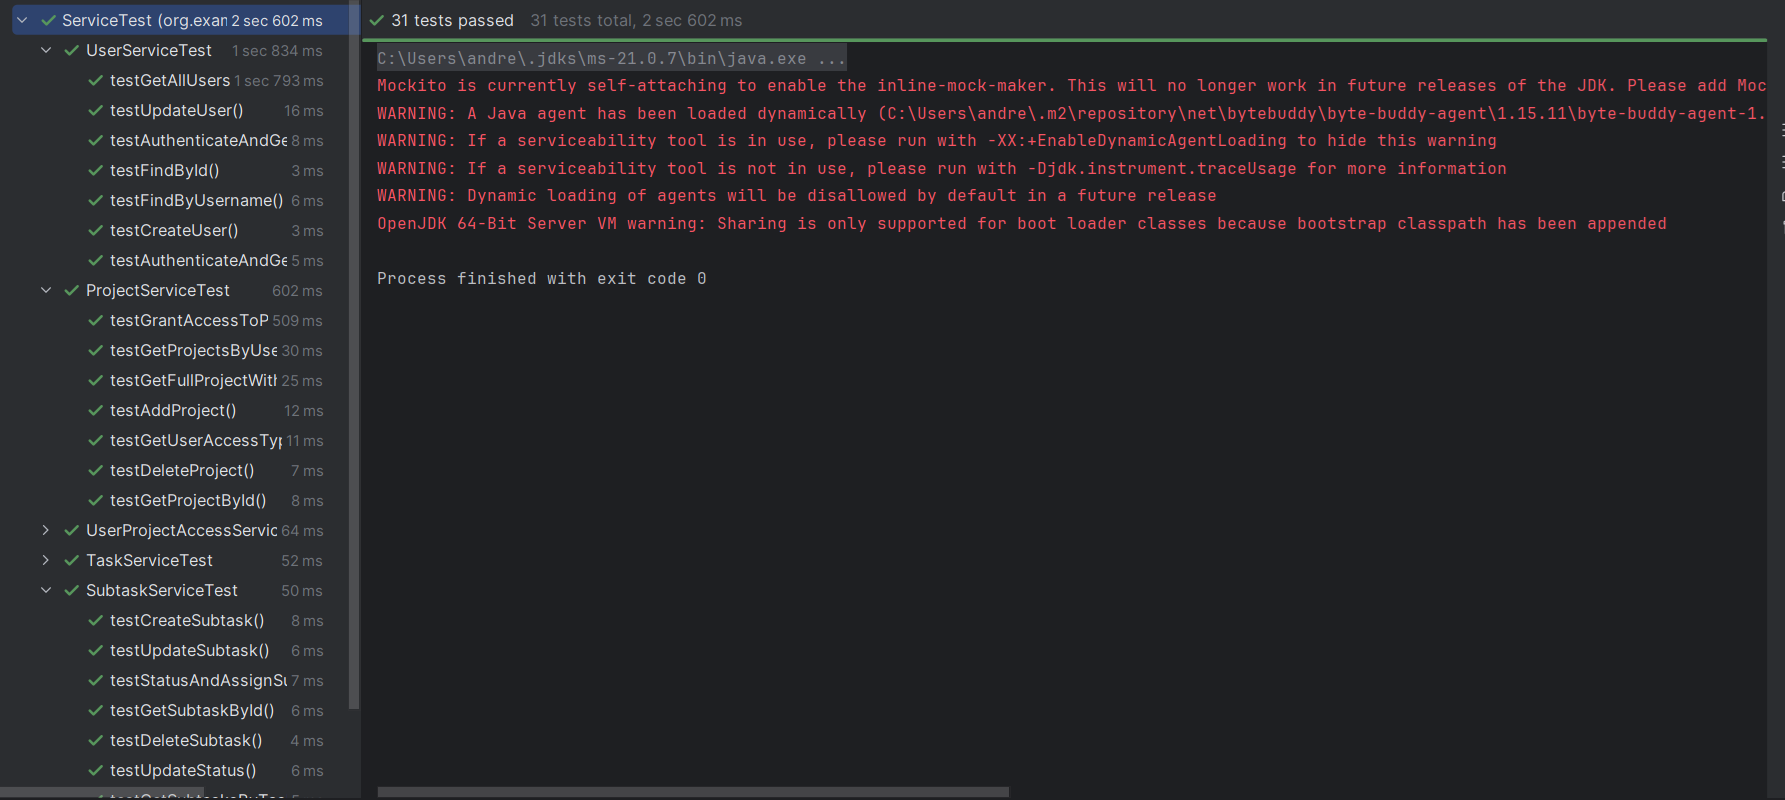 ServiceTest (org.exan 2 sec 602 ms
UserServiceTest 1 sec 834 ms
testGetAllUsers 1 sec 793 ms
testUpdateUser() 16 ms
testAuthenticateAndGe 8 ms
testFindById() 3 ms
testFindByUsername() 6 ms
testCreateUser() 3 ms
testAuthenticateAndGe 5 ms
ProjectServiceTest 602 ms
testGrantAccessToP 509 ms
testGetProjectsByUse 30 ms
testGetFullProjectWith 25 ms
testAddProject() 12 ms
testGetUserAccessTyp 11 ms
testDeleteProject() 7 ms
testGetProjectById() 8 ms
UserProjectAccessServic 64 ms
TaskServiceTest 52 ms
SubtaskServiceTest 50 ms
testCreateSubtask() 8 ms
testUpdateSubtask() 6 ms
testStatusAndAssignSu 7 ms
testGetSubtaskById() 6 ms
testDeleteSubtask() 4 ms
testUpdateStatus() 6 ms
31 tests passed 31 tests total, 2 sec 602 ms
C:\Users\andre\.jdks\ms-21.0.7\bin\java.exe ...
Mockito is currently self-attaching to enable the inline-mock-maker. This will no longer work in future releases of the JDK. Please add Moc
WARNING: A Java agent has been loaded dynamically (C:\Users\andre\.m2\repository\net\bytebuddy\byte-buddy-agent\1.15.11\byte-buddy-agent-1.
WARNING: If a serviceability tool is in use, please run with -XX:+EnableDynamicAgentLoading to hide this warning
WARNING: If a serviceability tool is not in use, please run with -Djdk.instrument.traceUsage for more information
WARNING: Dynamic loading of agents will be disallowed by default in a future release
OpenJDK 64-Bit Server VM warning: Sharing is only supported for boot loader classes because bootstrap classpath has been appended
Process finished with exit code 0